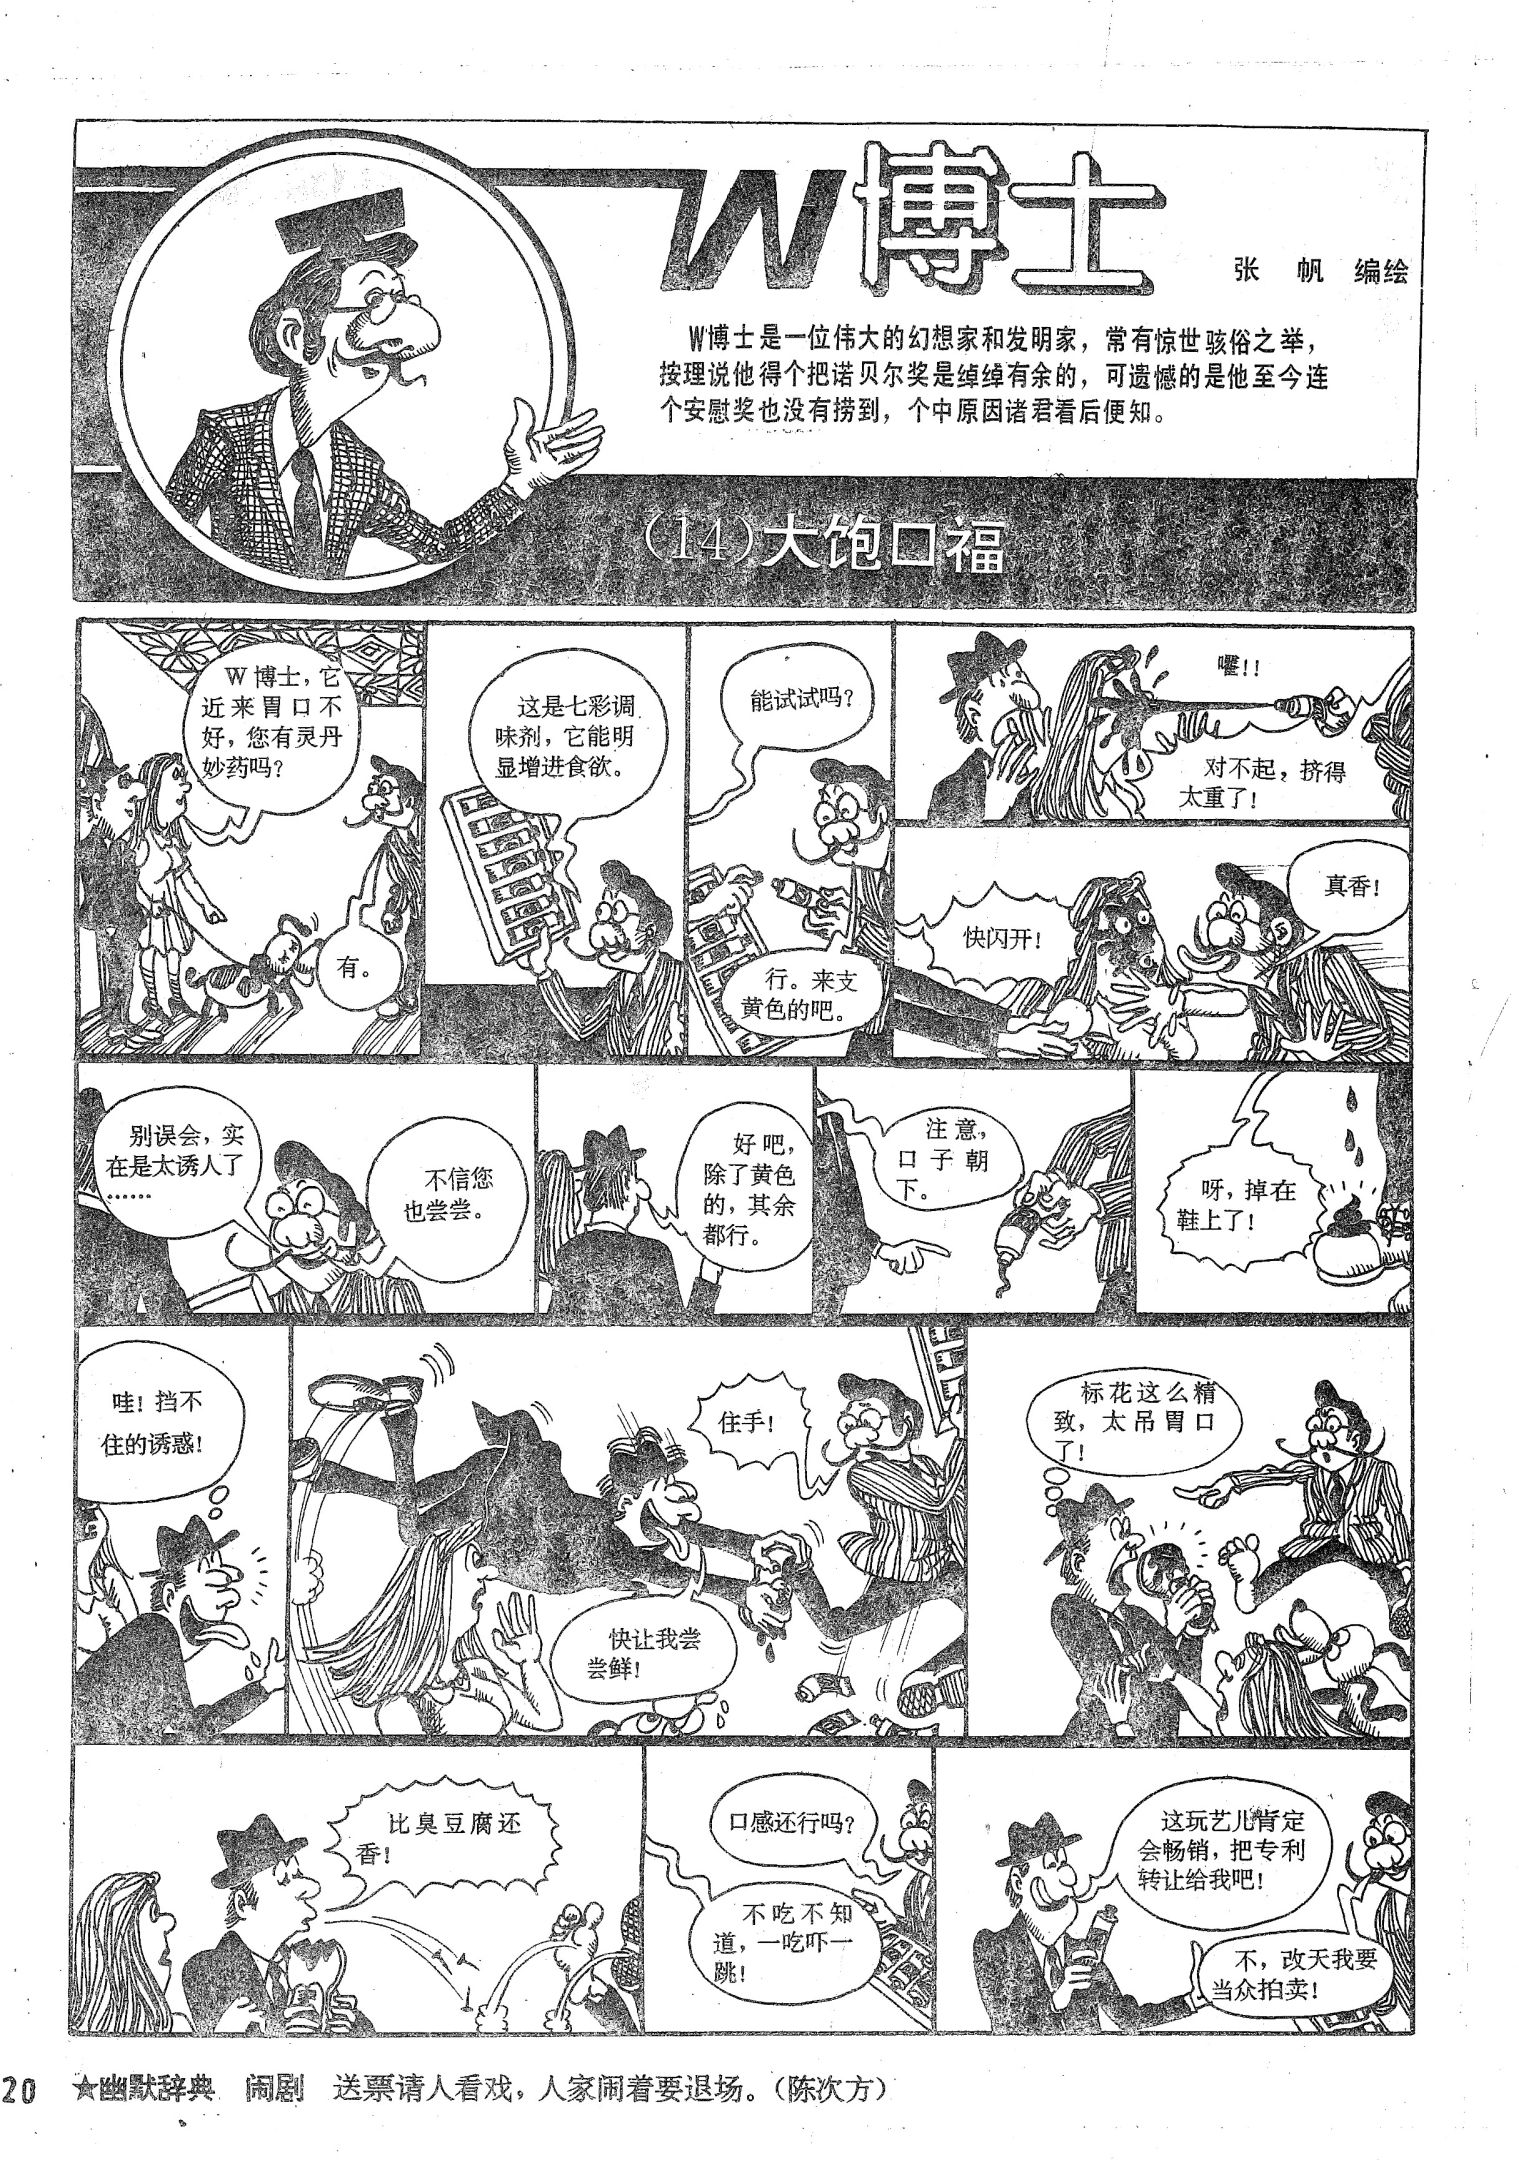 W博士
张 帆 编绘
W博士是一位伟大的幻想家和发明家，常有惊世骇俗之举，
按理说他得个把诺贝尔奖是绰绰有余的，可遗憾的是他至今连
个安慰奖也没有捞到，个中原因诸君看后便知。
(14)大饱口福
W博士，它
近来胃口不
好，您有灵丹
妙药吗？
有。
这是七彩调
味剂，它能明
显增进食欲。
能试试吗？
行。来支
黄色的吧。
嚯！！
对不起，挤得
太重了！
快闪开！
真香！
别误会，实
在是太诱人了
……
不信您
也尝尝。
好吧，
除了黄色
的，其余
都行。
注意，
口子朝
下。
呀，掉在
鞋上了！
哇！挡不
住的诱惑！
住手！
快让我尝
尝鲜！
标花这么精
致，太吊胃口
了！
比臭豆腐还
香！
口感还行吗？
不吃不知
道，一吃吓一
跳！
这玩艺儿肯定
会畅销，把专利
转让给我吧！
不，改天我要
当众拍卖！
20 ★幽默辞典 闹剧 送票请人看戏，人家闹着要退场。（陈次方）